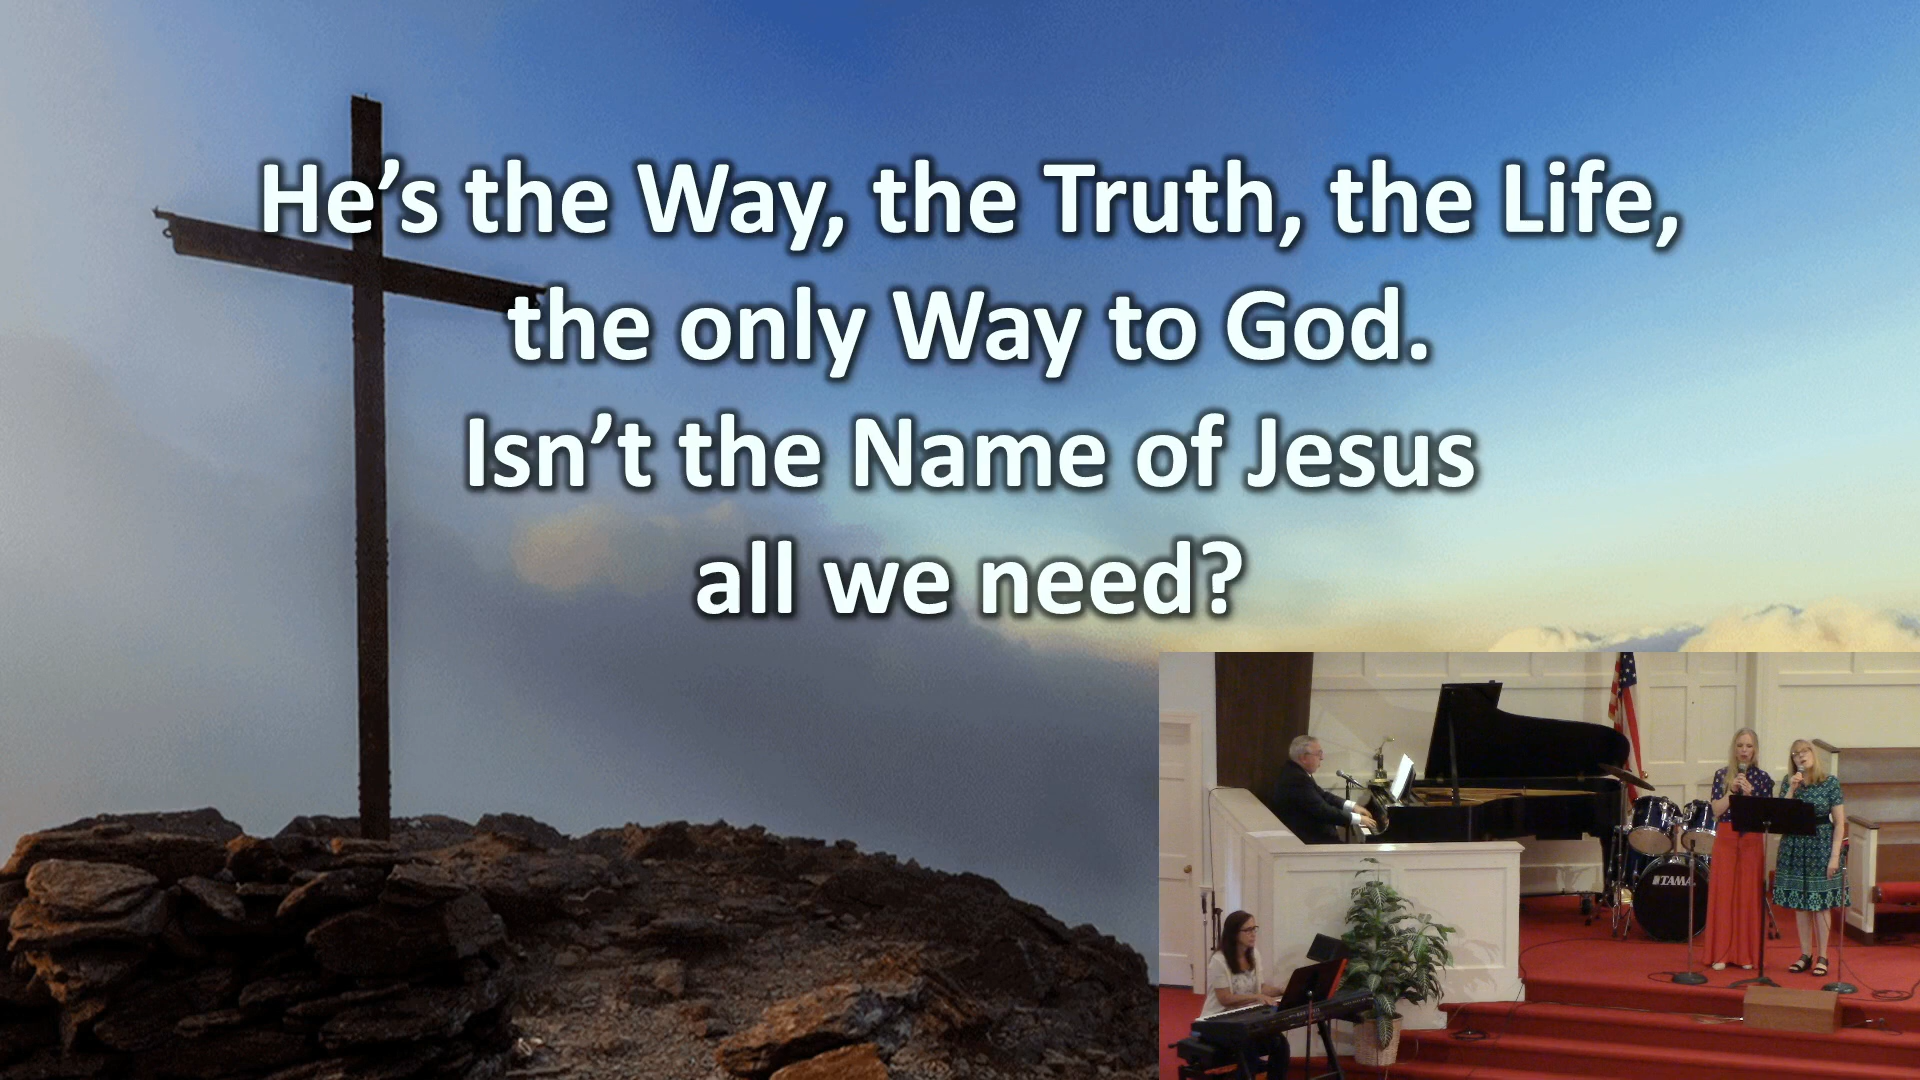 He’s the Way, the Truth, the Life,
the only Way to God.
Isn’t the Name of Jesus
all we need?
TAMA